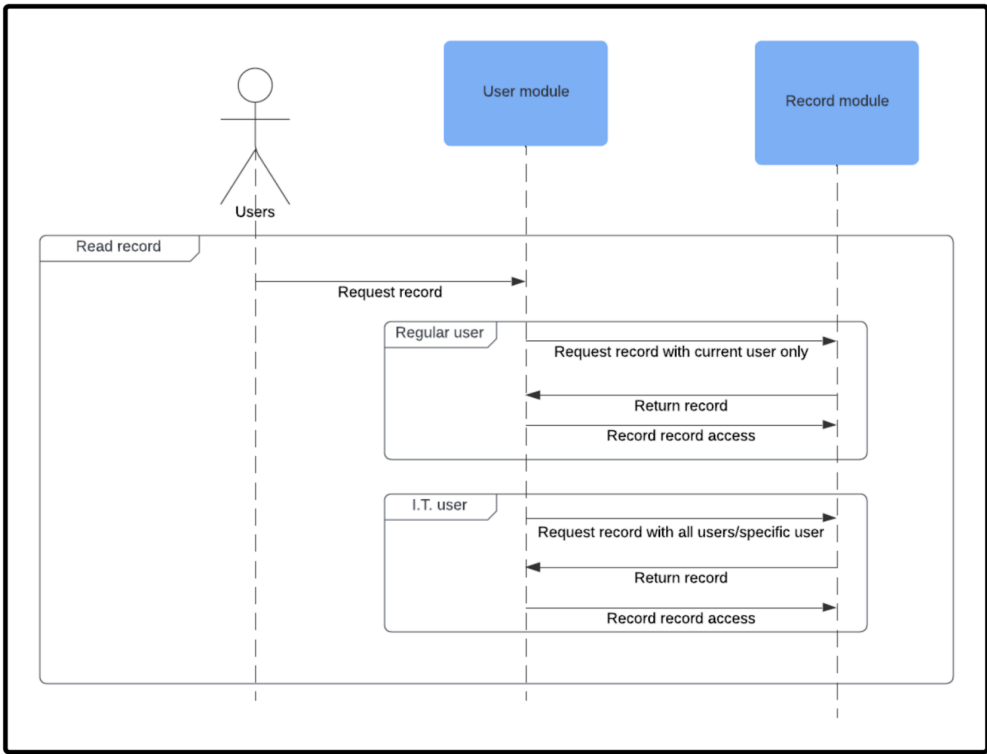 User module
Record module
Users
Read record
Request record
Regular user
Request record with current user only
Return record
Record record access
I.T. user
Request record with all users/specific user
Return record
Record record access